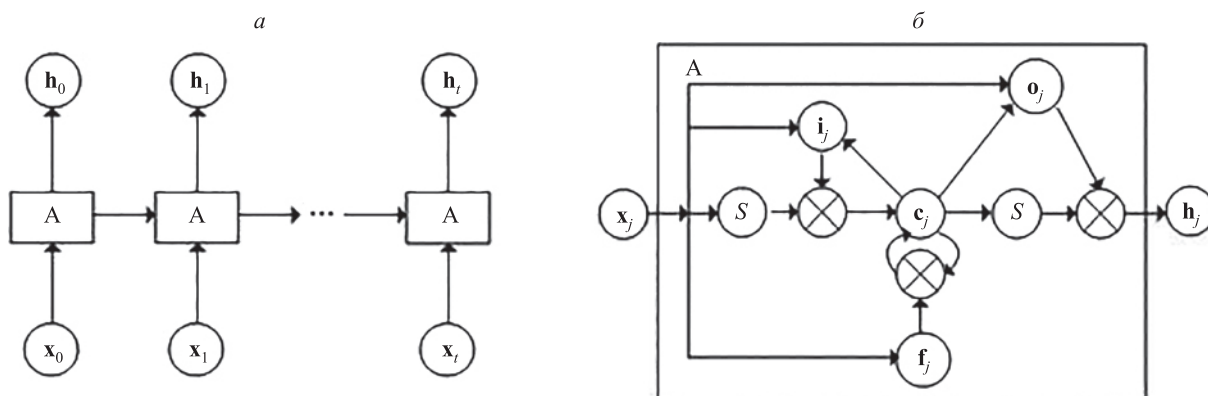 а
h₀ h₁ hₜ
A A ... A
x₀ x₁ xₜ
б
A
oⱼ
iⱼ
xⱼ S cⱼ S hⱼ
fⱼ